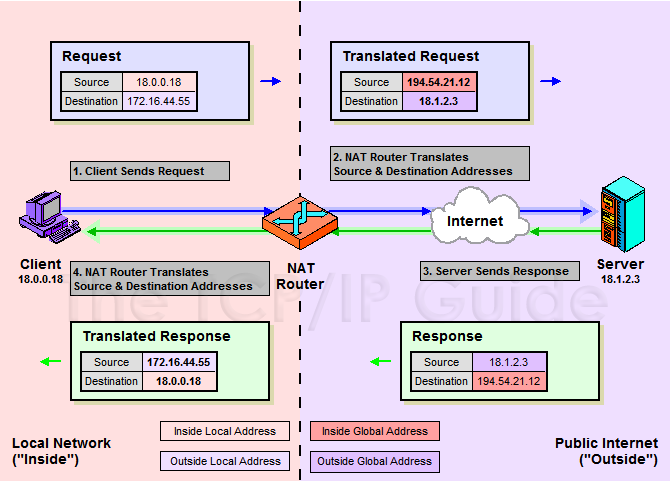 Request
Source 18.0.0.18
Destination 172.16.44.55
Translated Request
Source 194.54.21.12
Destination 18.1.2.3
1. Client Sends Request
2. NAT Router Translates
Source & Destination Addresses
Internet
Client
18.0.0.18
NAT
Router
Server
18.1.2.3
4. NAT Router Translates
Source & Destination Addresses
3. Server Sends Response
The TCP/IP Guide
Translated Response
Source 172.16.44.55
Destination 18.0.0.18
Response
Source 18.1.2.3
Destination 194.54.21.12
Local Network
("Inside")
Inside Local Address
Outside Local Address
Inside Global Address
Outside Global Address
Public Internet
("Outside")